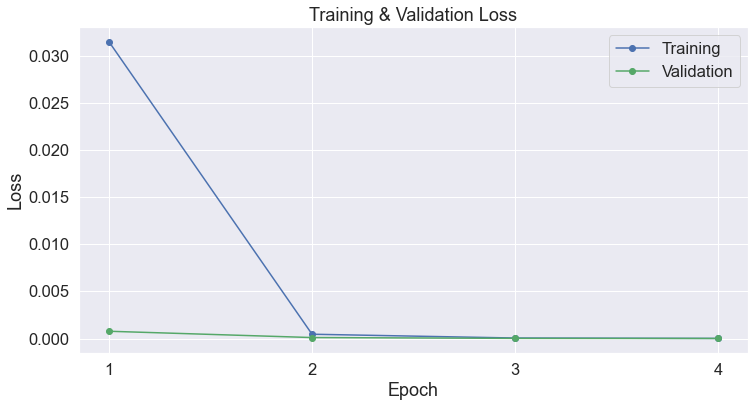 Training & Validation Loss
Training
Validation
0.030
0.025
0.020
0.015
0.010
0.005
0.000
Loss
1 2 3 4
Epoch